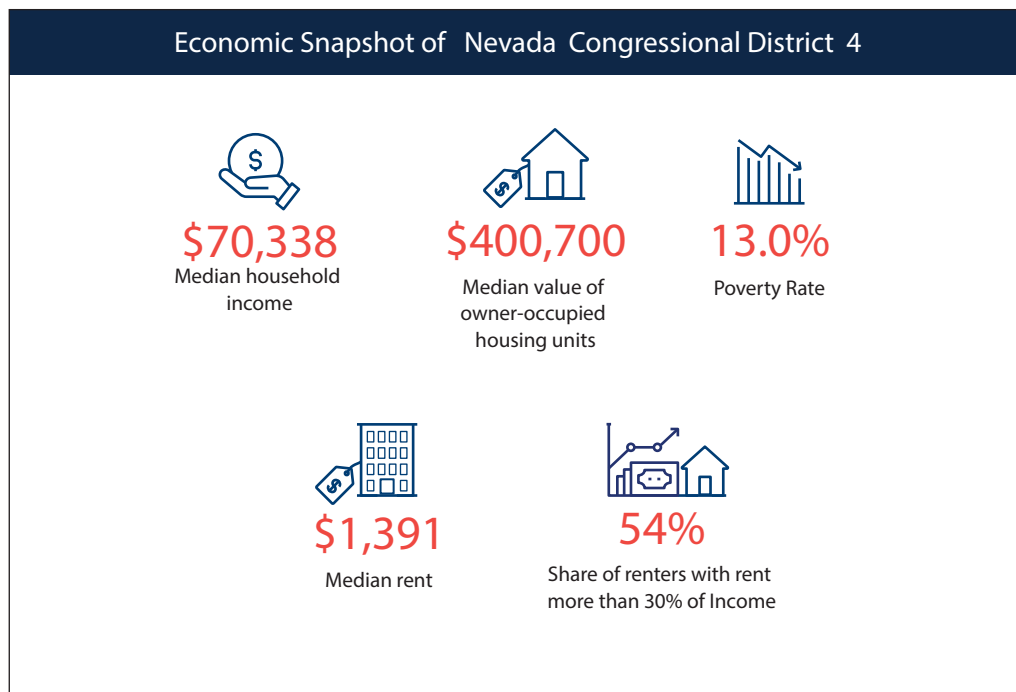 Economic Snapshot of Nevada Congressional District 4
$
$
$70,338
Median household
income
$400,700
Median value of
owner-occupied
housing units
13.0%
Poverty Rate
$
$1,391
Median rent
54%
Share of renters with rent
more than 30% of Income